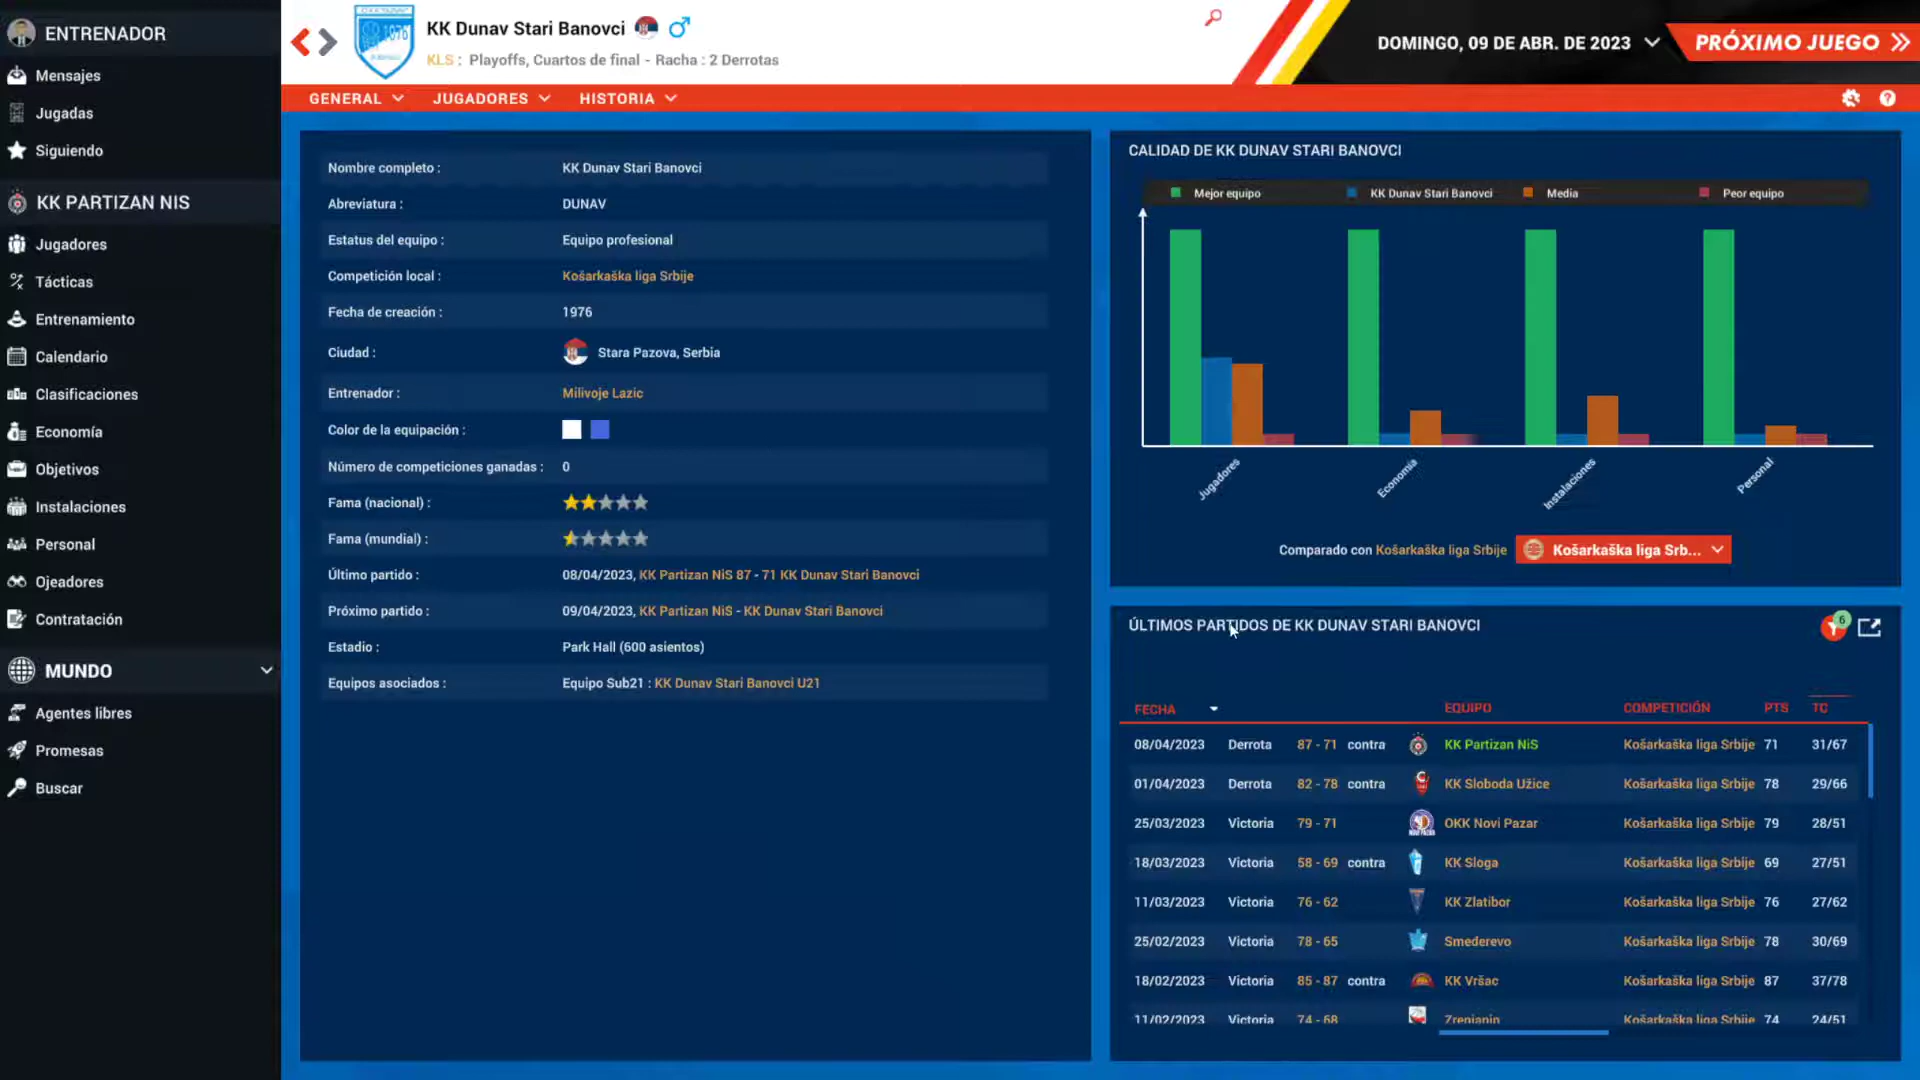 ENTRENADOR
Mensajes
Jugadas
Siguiendo
KK PARTIZAN NIS
Jugadores
Tácticas
Entrenamiento
Calendario
Clasificaciones
Economía
Objetivos
Instalaciones
Personal
Ojeadores
Contratación
MUNDO
Agentes libres
Promesas
Buscar
1976
KK Dunav Stari Banovci
KLS : Playoffs, Cuartos de final - Racha : 2 Derrotas
DOMINGO, 09 DE ABR. DE 2023
PRÓXIMO JUEGO
GENERAL JUGADORES HISTORIA
Nombre completo : KK Dunav Stari Banovci
Abreviatura : DUNAV
Estatus del equipo : Equipo profesional
Competición local : Košarkaška liga Srbije
Fecha de creación : 1976
Ciudad : Stara Pazova, Serbia
Entrenador : Milivoje Lazic
Color de la equipación :
Número de competiciones ganadas : 0
Fama (nacional) :
Fama (mundial) :
Último partido : 08/04/2023, KK Partizan NiS 87 - 71 KK Dunav Stari Banovci
Próximo partido : 09/04/2023, KK Partizan NiS - KK Dunav Stari Banovci
Estadio : Park Hall (600 asientos)
Equipos asociados : Equipo Sub21 : KK Dunav Stari Banovci U21
CALIDAD DE KK DUNAV STARI BANOVCI
Mejor equipo KK Dunav Stari Banovci Media Peor equipo
Jugadores Economía Instalaciones Personal
Comparado con Košarkaška liga Srbije Košarkaška liga Srb...
ÚLTIMOS PARTIDOS DE KK DUNAV STARI BANOVCI
6
FECHA EQUIPO COMPETICIÓN PTS TC
08/04/2023 Derrota 87 - 71 contra KK Partizan NiS Košarkaška liga Srbije 71 31/67
01/04/2023 Derrota 82 - 78 contra KK Sloboda Užice Košarkaška liga Srbije 78 29/66
25/03/2023 Victoria 79 - 71 OKK Novi Pazar Košarkaška liga Srbije 79 28/51
18/03/2023 Victoria 58 - 69 contra KK Sloga Košarkaška liga Srbije 69 27/51
11/03/2023 Victoria 76 - 62 KK Zlatibor Košarkaška liga Srbije 76 27/62
25/02/2023 Victoria 78 - 65 Smederevo Košarkaška liga Srbije 78 30/69
18/02/2023 Victoria 85 - 87 contra KK Vršac Košarkaška liga Srbije 87 37/78
11/02/2023 Victoria 74 - 68 Zrenjanin Košarkaška liga Srbije 74 24/51